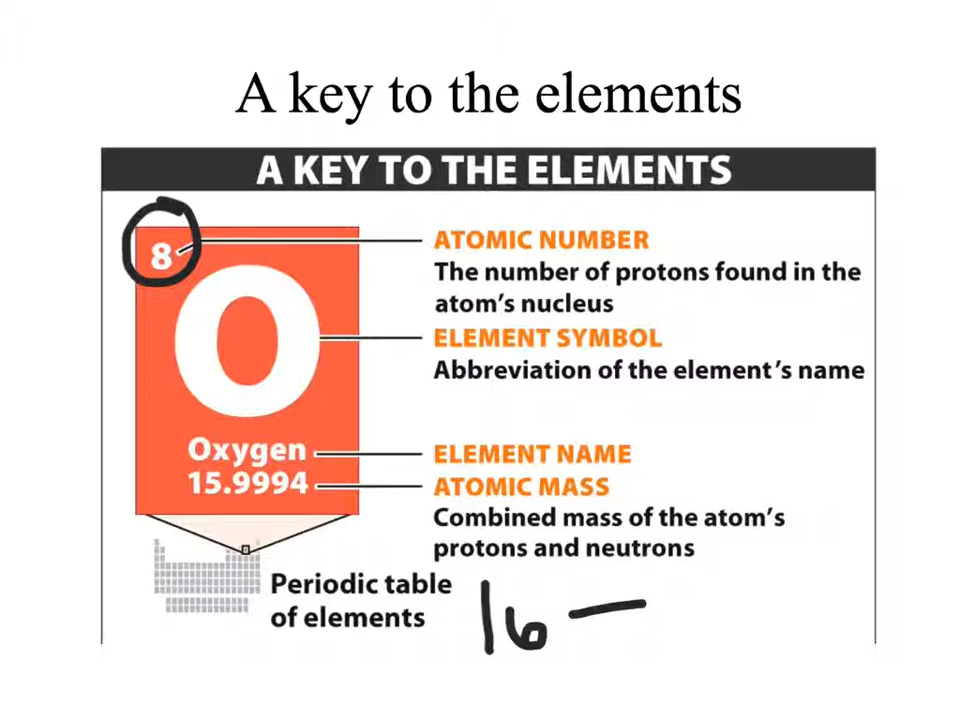 A key to the elements
A KEY TO THE ELEMENTS
8
ATOMIC NUMBER
The number of protons found in the
atom's nucleus
O
ELEMENT SYMBOL
Abbreviation of the element's name
Oxygen
ELEMENT NAME
15.9994
ATOMIC MASS
Combined mass of the atom's
protons and neutrons
Periodic table
of elements
16 —